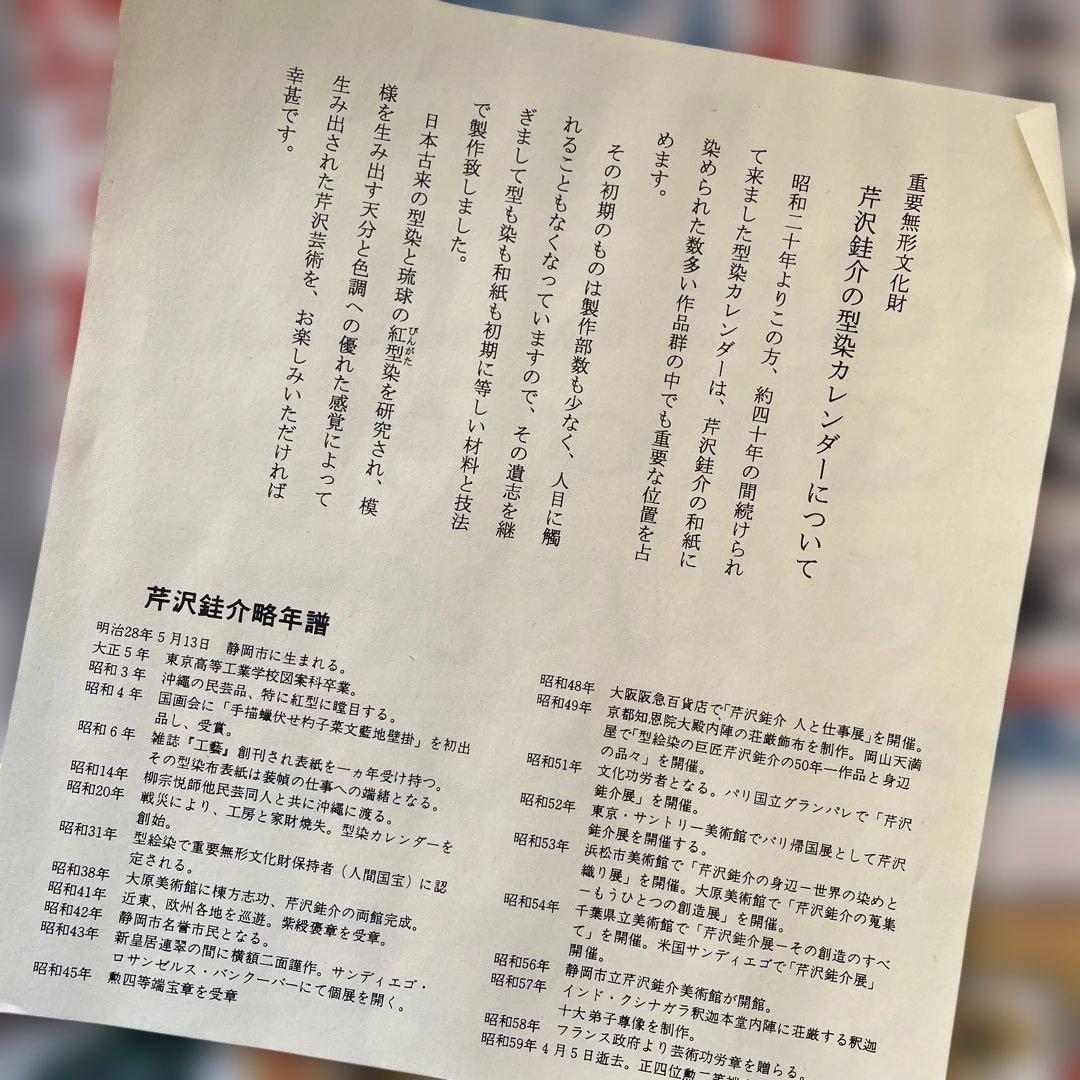 重要無形文化財
芹沢銈介の型染カレンダーについて
昭和二十年よりこの方、約四十年の間続けられ
て来ました型染カレンダーは、芹沢銈介の和紙に
染められた数多い作品群の中でも重要な位置を占
めます。
その初期のものは製作部数も少なく、人目に觸
れることもなくなっていますので、その遺志を継
ぎまして型も染も和紙も初期に等しい材料と技法
で製作致しました。
日本古来の型染と琉球の紅型染を研究され、模
びんがた
様を生み出す天分と色調への優れた感覚によって
生み出された芹沢芸術を、お楽しみいただければ
幸甚です。
芹沢銈介略年譜
明治28年5月13日 静岡市に生まれる。
大正5年 東京高等工業学校図案科卒業。
昭和3年 沖縄の民芸品、特に紅型に瞠目する。
昭和4年 国画会に「手描蠟伏せ杓子菜文藍地壁掛」を初出
品し、受賞。
昭和6年 雑誌『工藝』創刊され表紙を一ヵ年受け持つ。
その型染布表紙は装幀の仕事への端緒となる。
昭和14年 柳宗悦師他民芸同人と共に沖縄に渡る。
昭和20年 戦災により、工房と家財焼失。型染カレンダーを
創始。
昭和31年 型絵染で重要無形文化財保持者（人間国宝）に認
定される。
昭和38年 大原美術館に棟方志功、芹沢銈介の両館完成。
昭和41年 近東、欧州各地を巡遊。紫綬褒章を受章。
昭和42年 静岡市名誉市民となる。
昭和43年 新皇居連翠の間に横額二面謹作。サンディエゴ・
ロサンゼルス・バンクーバーにて個展を開く。
昭和45年 勲四等端宝章を受章
昭和48年 大阪阪急百貨店で「芹沢銈介 人と仕事展」を開催。
昭和49年 京都知恩院大殿内陣の荘厳飾布を制作。岡山天満
屋で「型絵染の巨匠芹沢銈介の50年―作品と身辺
の品々」を開催。
昭和51年 文化功労者となる。パリ国立グランパレで「芹沢
銈介展」を開催。
昭和52年 東京・サントリー美術館でパリ帰国展として芹沢
銈介展を開催する。
昭和53年 浜松市美術館で「芹沢銈介の身辺―世界の染めと
織り展」を開催。大原美術館で「芹沢銈介の蒐集
―もうひとつの創造展」を開催。
昭和54年 千葉県立美術館で「芹沢銈介展―その創造のすべ
て」を開催。米国サンディエゴで「芹沢銈介展」
開催。
昭和56年 静岡市立芹沢銈介美術館が開館。
昭和57年 インド・クシナガラ釈迦本堂内陣に荘厳する釈迦
十大弟子尊像を制作。
昭和58年 フランス政府より芸術功労章を贈らる。
昭和59年4月5日逝去。正四位勲二等